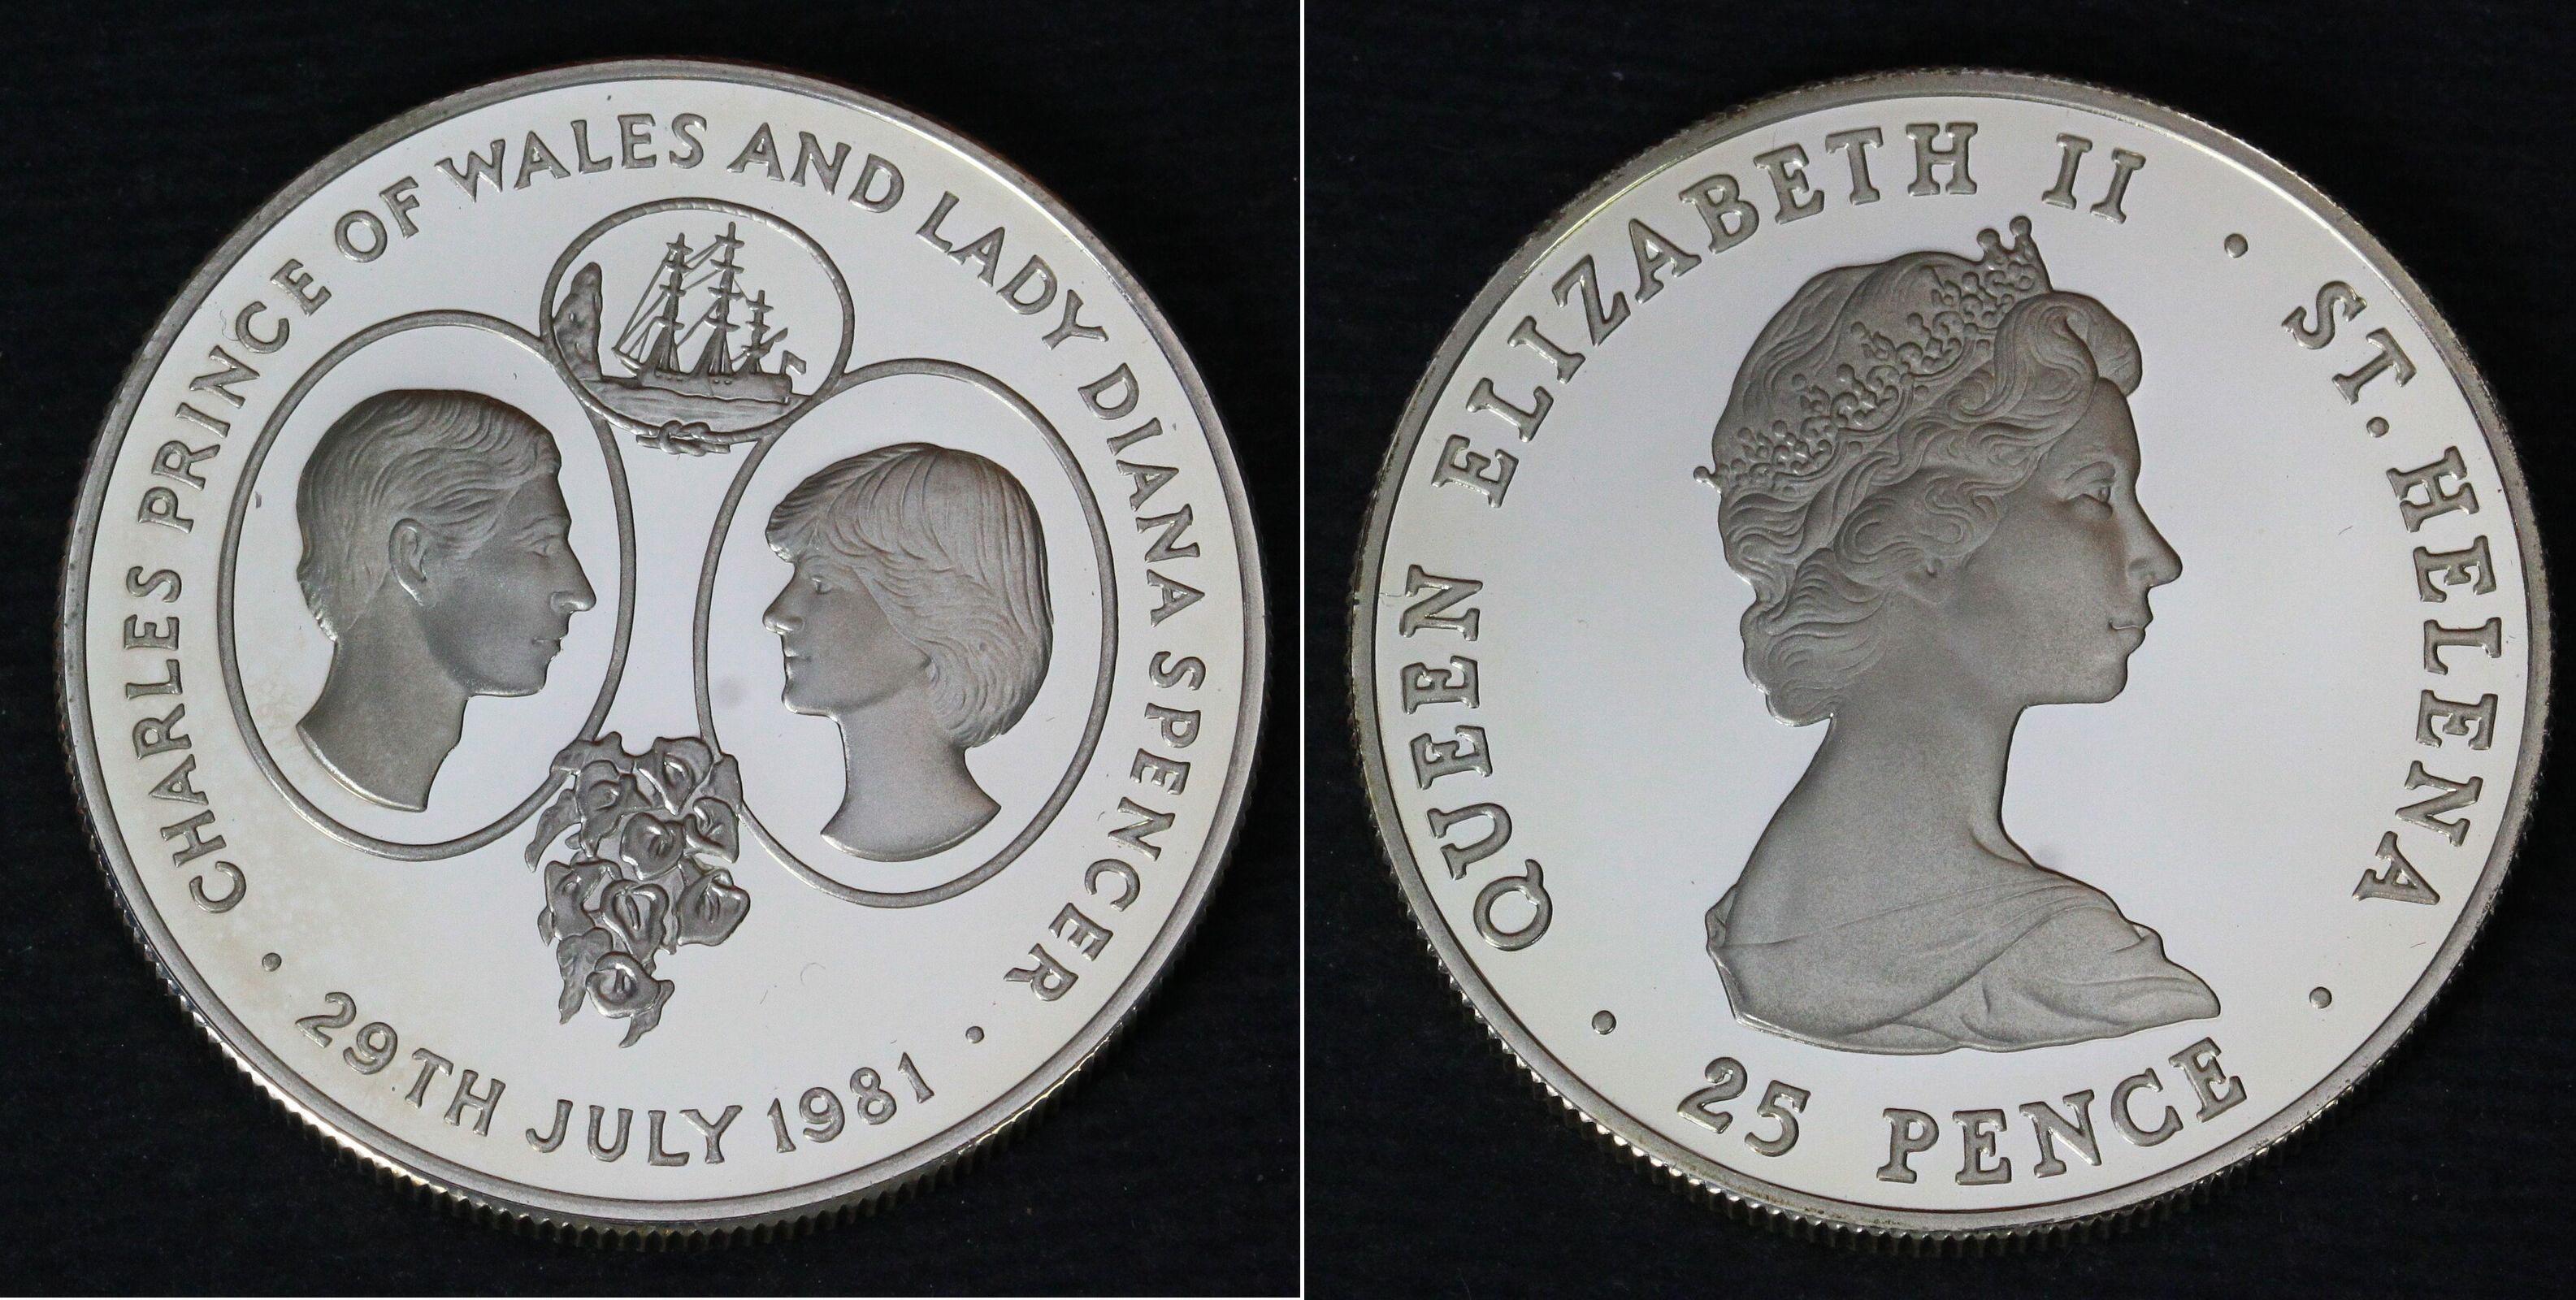 CHARLES PRINCE OF WALES AND LADY DIANA SPENCER
• 29TH JULY 1981 •
QUEEN ELIZABETH II • ST. HELENA
• 25 PENCE •